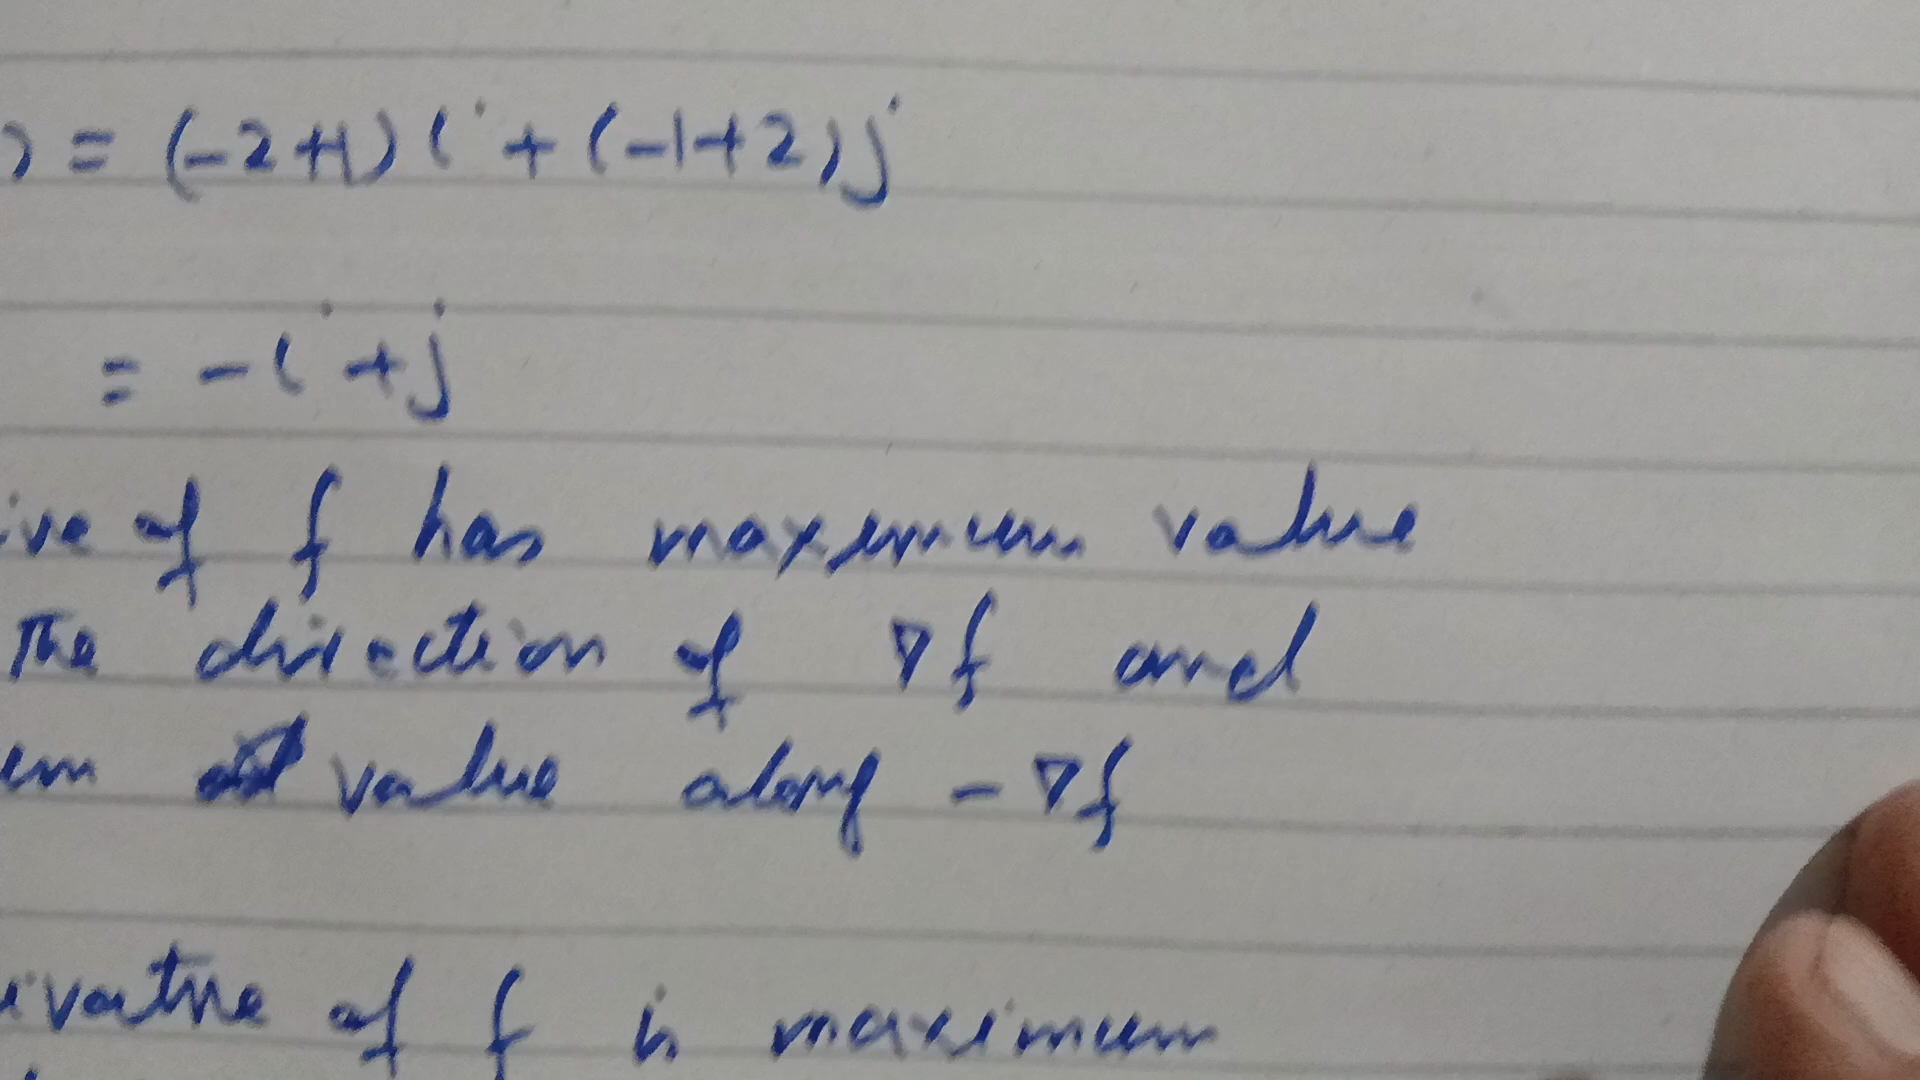 ) = (-2+1) i + (-1+2) j
= -i + j
ive of f has maximum value
The direction of ∇f and
um value along - ∇f
ivative of f is maximum